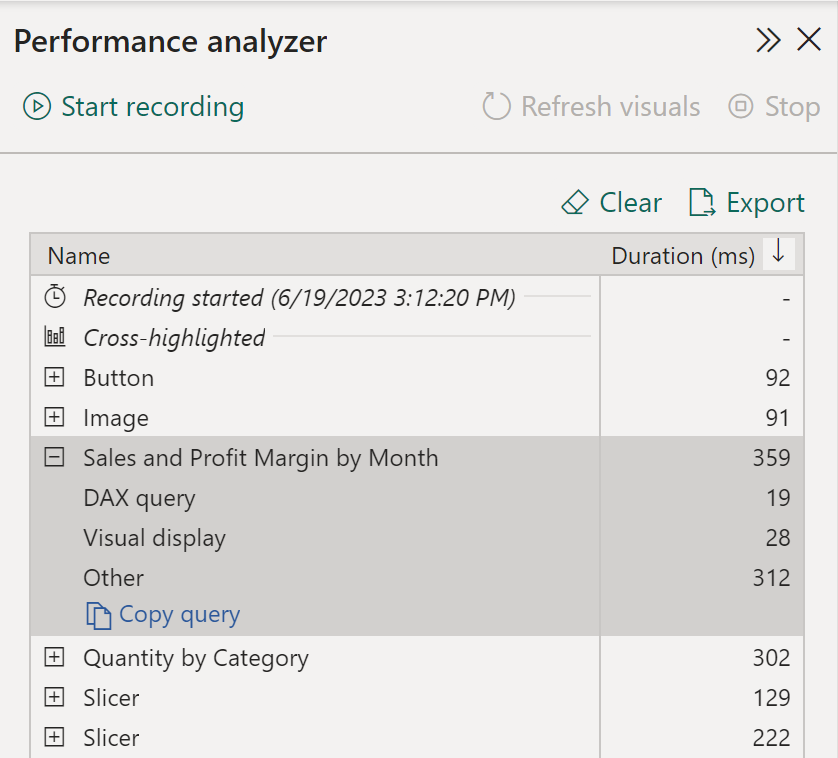 Performance analyzer
Start recording Refresh visuals Stop
Clear Export
Name Duration (ms)
Recording started (6/19/2023 3:12:20 PM) -
Cross-highlighted -
Button 92
Image 91
Sales and Profit Margin by Month 359
DAX query 19
Visual display 28
Other 312
Copy query
Quantity by Category 302
Slicer 129
Slicer 222